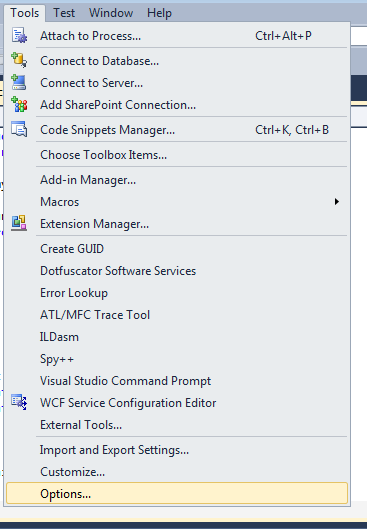 Tools Test Window Help
Attach to Process... Ctrl+Alt+P
Connect to Database...
Connect to Server...
Add SharePoint Connection...
Code Snippets Manager... Ctrl+K, Ctrl+B
Choose Toolbox Items...
Add-in Manager...
Macros
Extension Manager...
Create GUID
Dotfuscator Software Services
Error Lookup
ATL/MFC Trace Tool
ILDasm
Spy++
Visual Studio Command Prompt
WCF Service Configuration Editor
External Tools...
Import and Export Settings...
Customize...
Options...